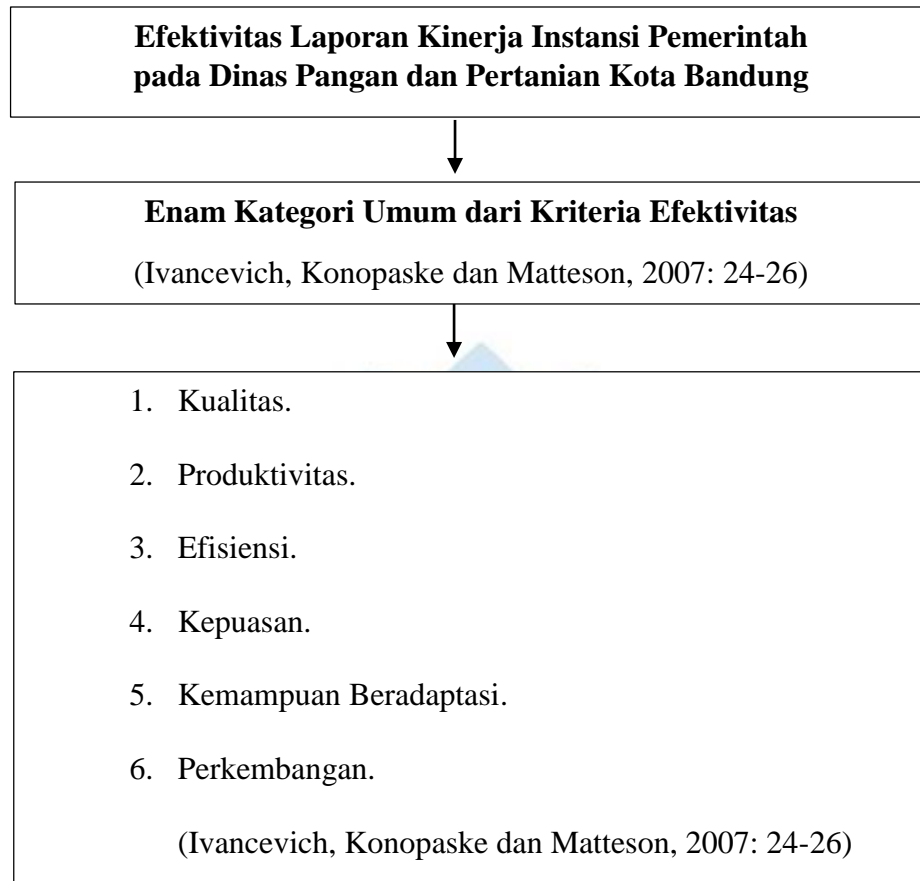 Efektivitas Laporan Kinerja Instansi Pemerintah
pada Dinas Pangan dan Pertanian Kota Bandung
Enam Kategori Umum dari Kriteria Efektivitas
(Ivancevich, Konopaske dan Matteson, 2007: 24-26)
1. Kualitas.
2. Produktivitas.
3. Efisiensi.
4. Kepuasan.
5. Kemampuan Beradaptasi.
6. Perkembangan.
(Ivancevich, Konopaske dan Matteson, 2007: 24-26)